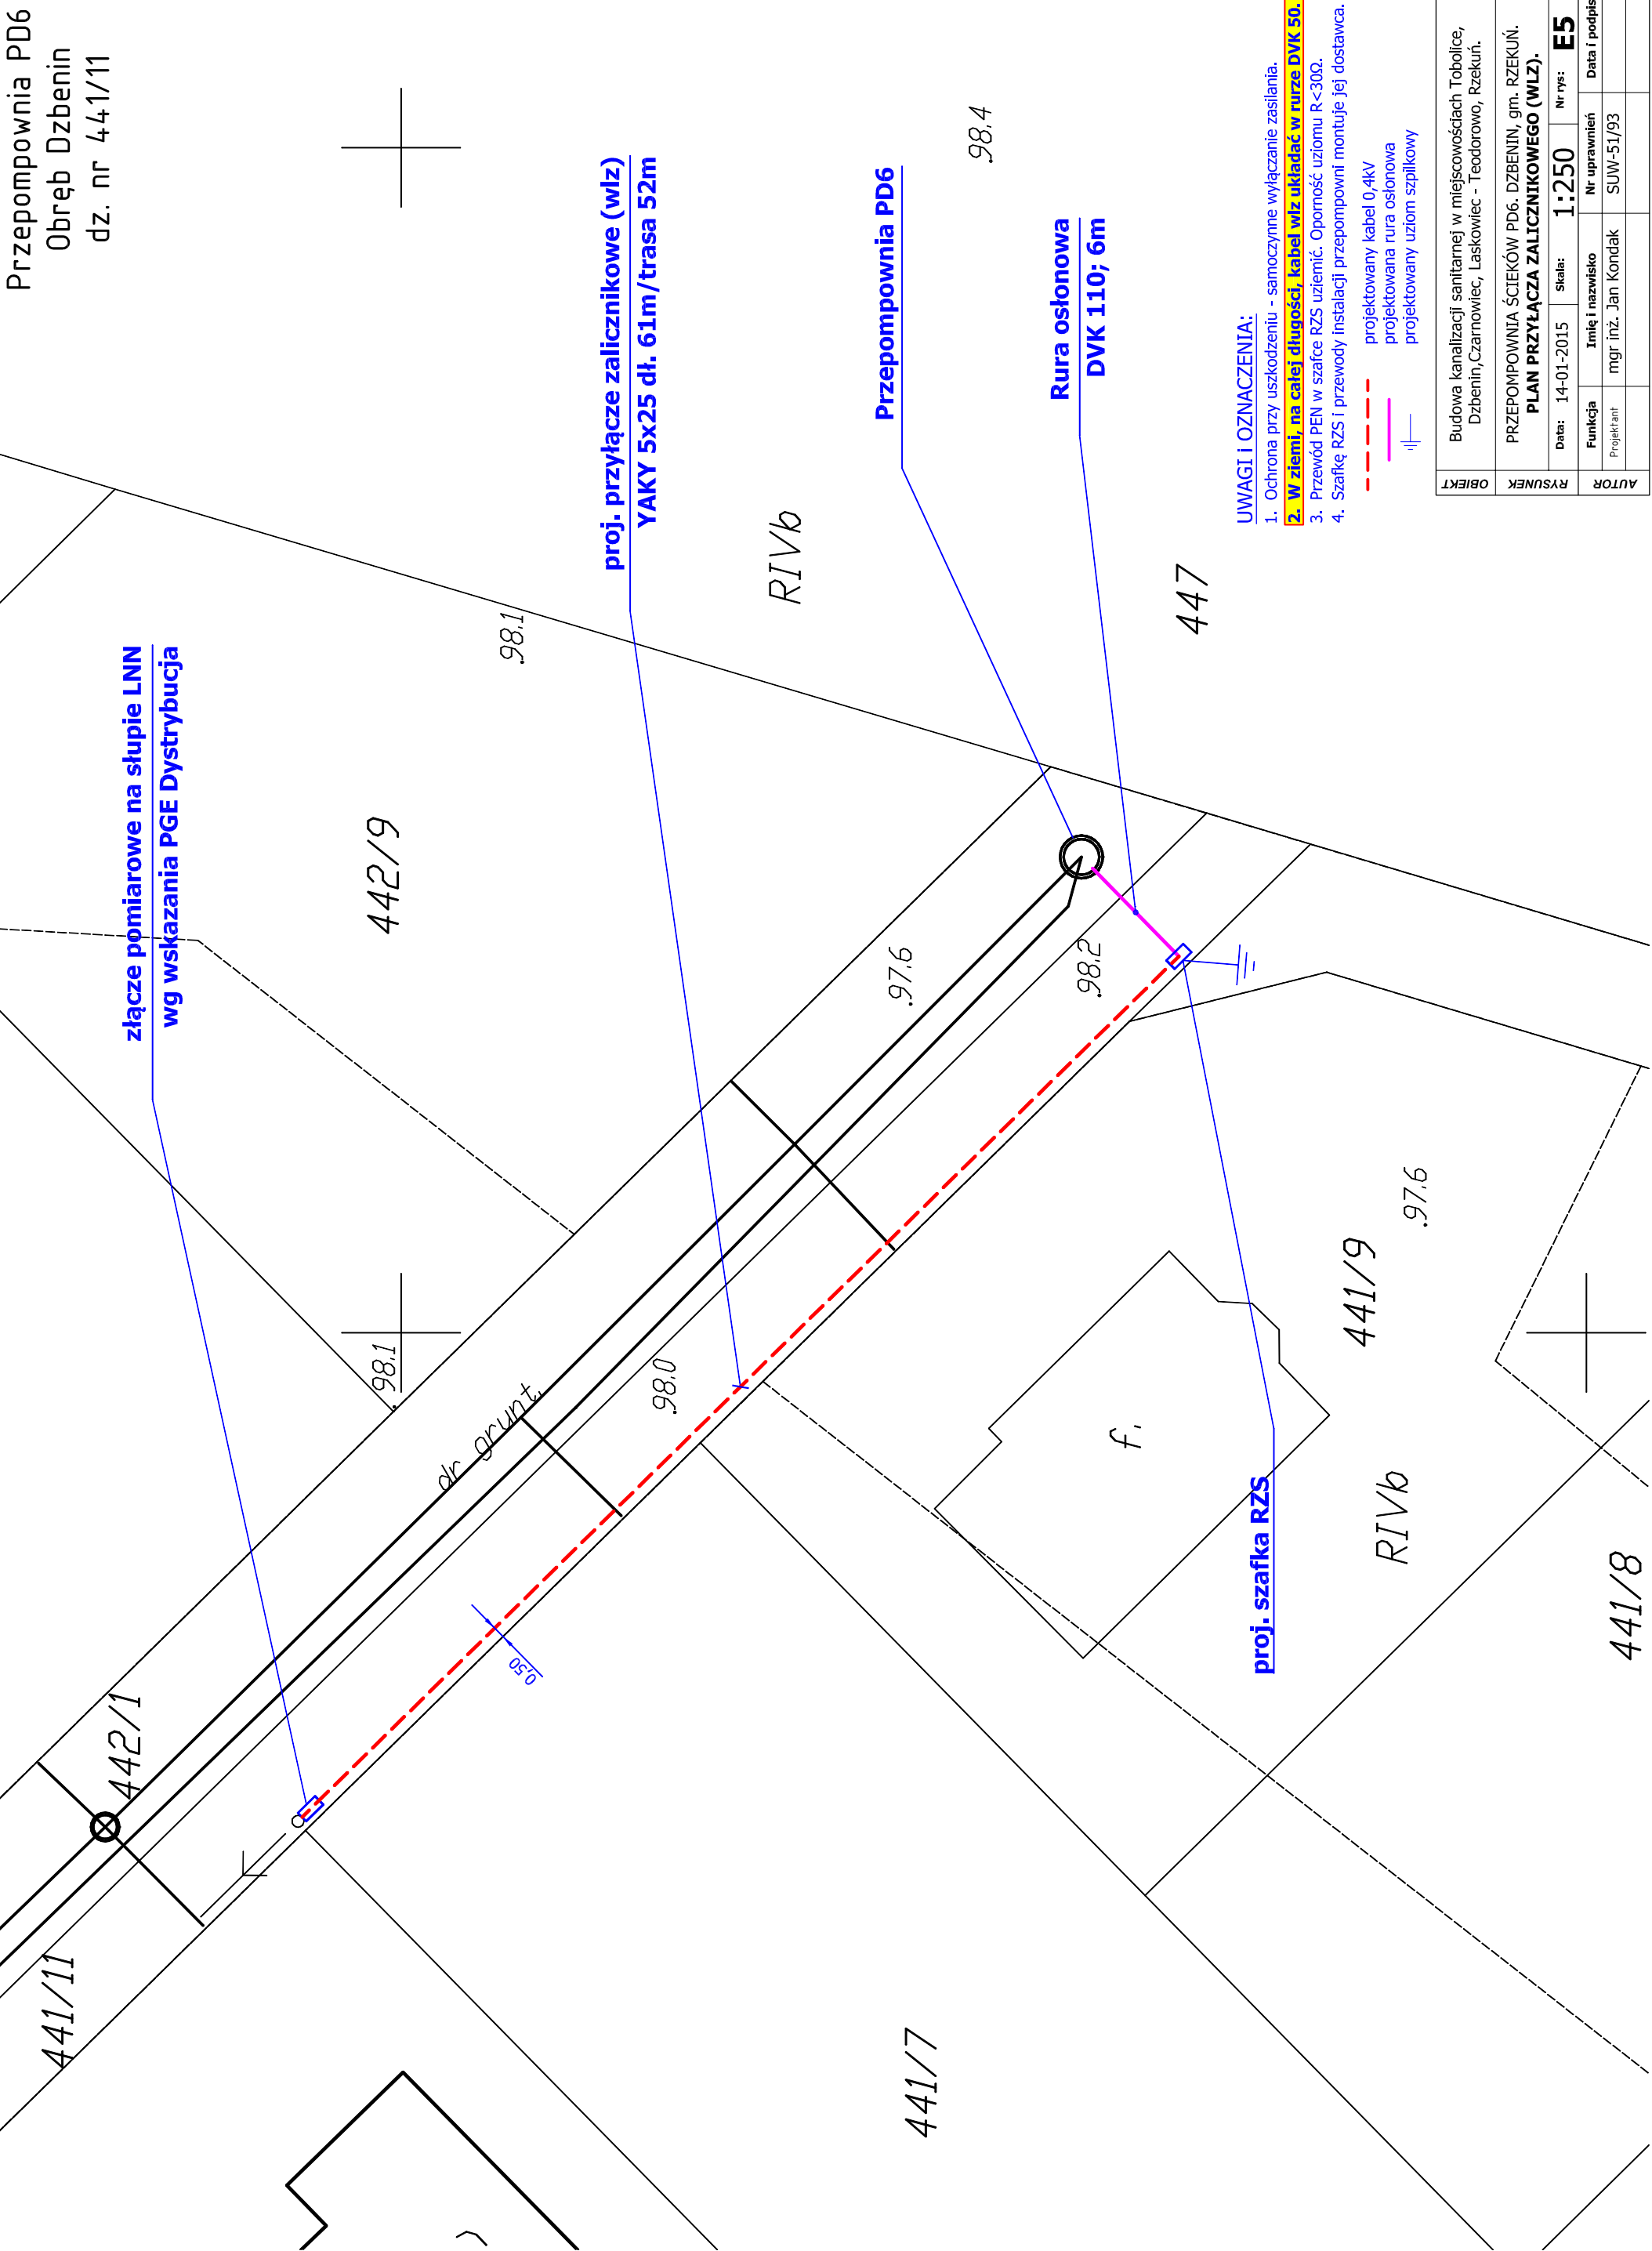 Przepompownia PD6
Obręb Dzbenin
dz. nr 441/11
złącze pomiarowe na słupie LNN
wg wskazania PGE Dystrybucja
proj. przyłącze zalicznikowe (wlz)
YAKY 5x25 dł. 61m/trasa 52m
Przepompownia PD6
Rura osłonowa
DVK 110; 6m
proj. szafka RZS
442/9
442/1
441/11
441/7
441/9
441/8
447
RIVb
RIVb
.98.1
.98.4
.97.6
.98.2
.98.1
.98.0
.97.6
dr. grunt.
f.
0,50
UWAGI i OZNACZENIA:
1. Ochrona przy uszkodzeniu - samoczynne wyłączanie zasilania.
2. W ziemi, na całej długości, kabel wlz układać w rurze DVK 50.
3. Przewód PEN w szafce RZS uziemić. Oporność uziomu R<30Ω.
4. Szafkę RZS i przewody instalacji przepompowni montuje jej dostawca.
projektowany kabel 0,4kV
projektowana rura osłonowa
projektowany uziom szpilkowy
OBIEKT
Budowa kanalizacji sanitarnej w miejscowościach Tobolice,
Dzbenin,Czarnowiec, Laskowiec - Teodorowo, Rzekuń.
RYSUNEK
PRZEPOMPOWNIA ŚCIEKÓW PD6. DZBENIN, gm. RZEKUŃ.
PLAN PRZYŁĄCZA ZALICZNIKOWEGO (WLZ).
Data: 14-01-2015 Skala: 1:250 Nr rys: E5
AUTOR
Funkcja Imię i nazwisko Nr uprawnień Data i podpis
Projektant mgr inż. Jan Kondak SUW-51/93